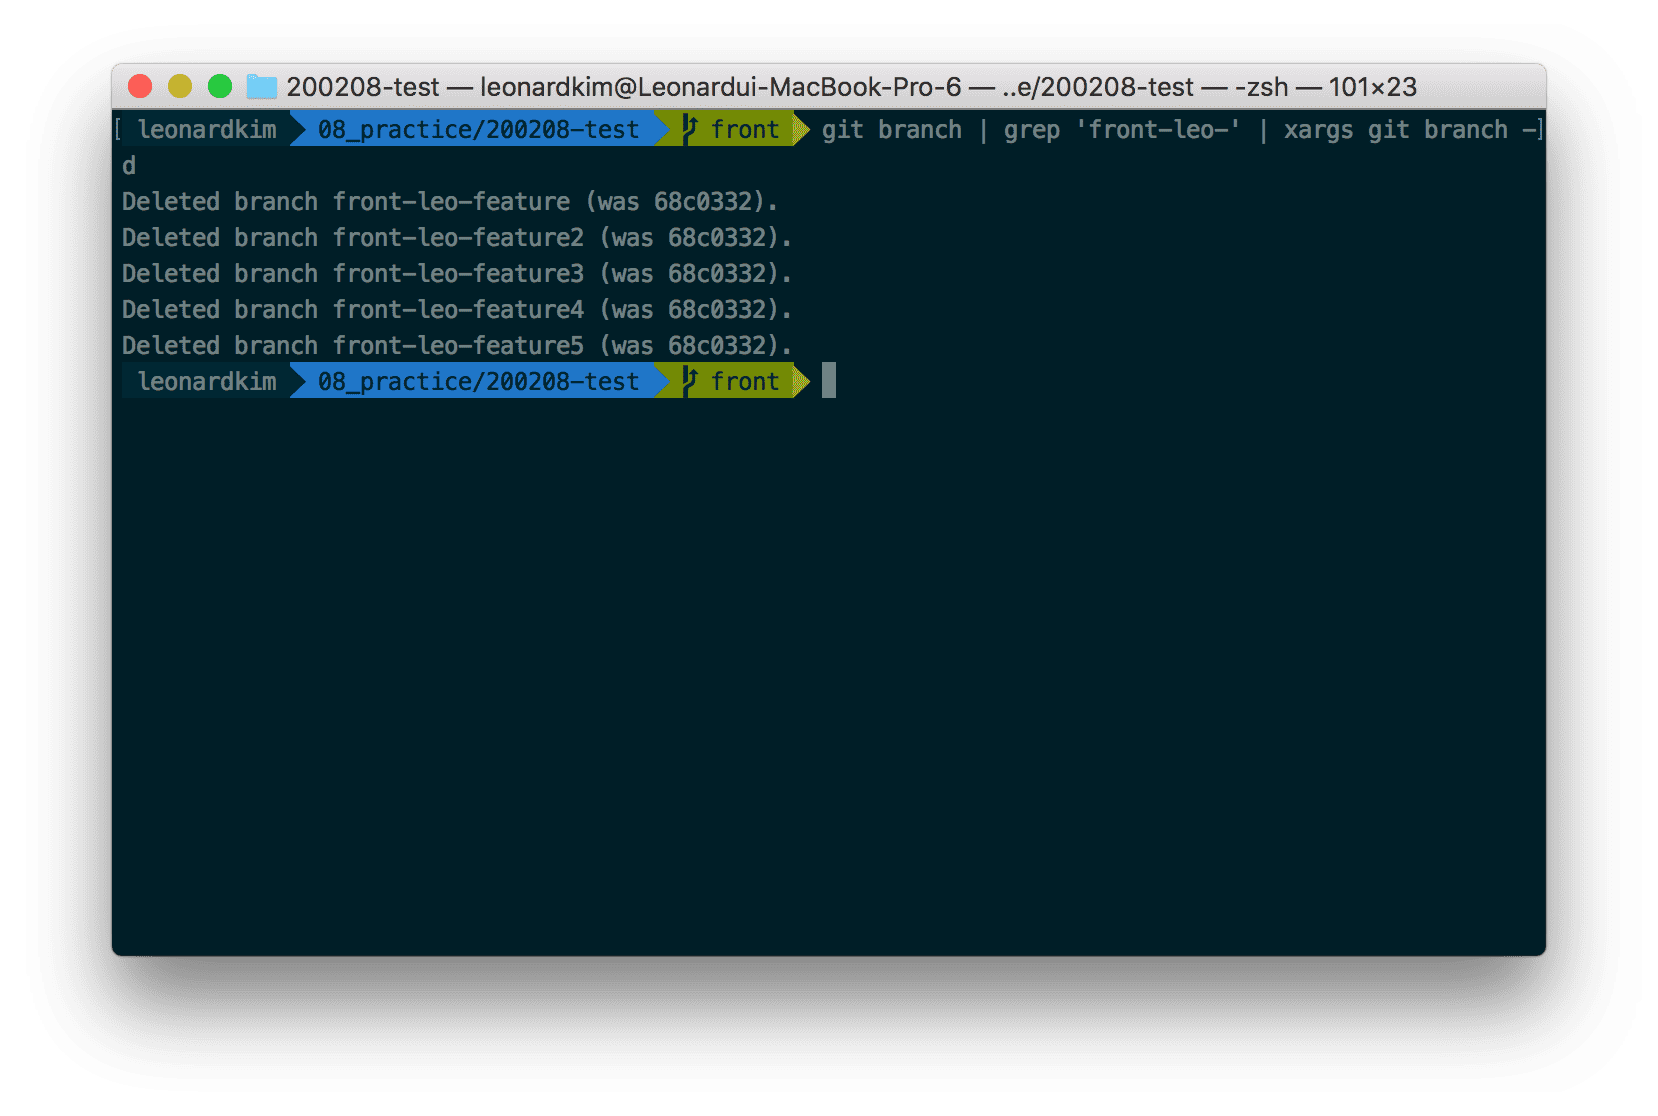 200208-test — leonardkim@Leonardui-MacBook-Pro-6 — ..e/200208-test — -zsh — 101×23
[ leonardkim 08_practice/200208-test front git branch | grep 'front-leo-' | xargs git branch -]
d
Deleted branch front-leo-feature (was 68c0332).
Deleted branch front-leo-feature2 (was 68c0332).
Deleted branch front-leo-feature3 (was 68c0332).
Deleted branch front-leo-feature4 (was 68c0332).
Deleted branch front-leo-feature5 (was 68c0332).
leonardkim 08_practice/200208-test front